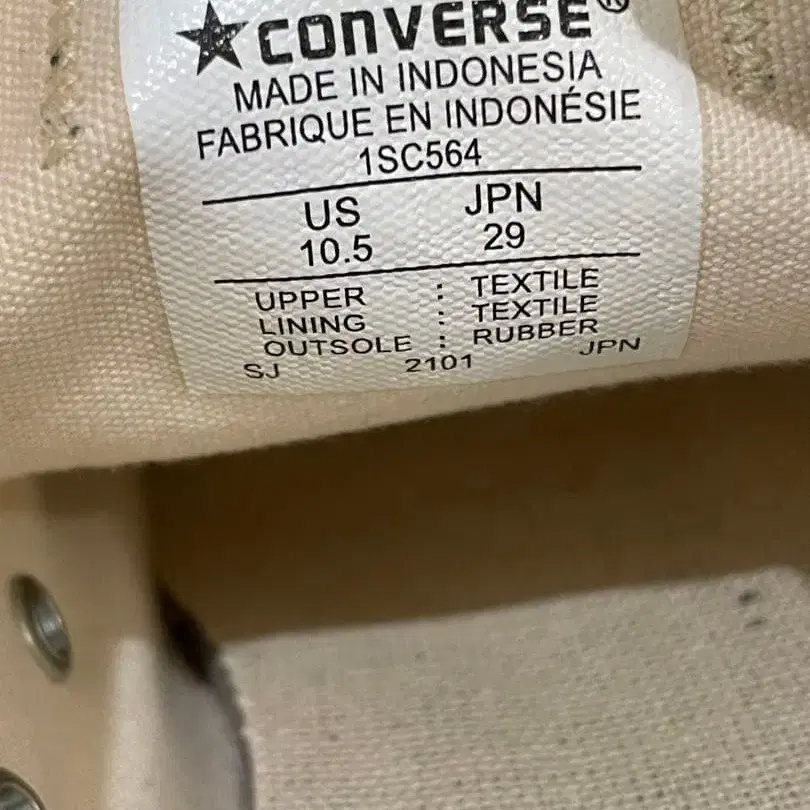 CONVERSE®
MADE IN INDONESIA
FABRIQUE EN INDONÉSIE
1SC564
US JPN
10.5 29
UPPER : TEXTILE
LINING : TEXTILE
OUTSOLE : RUBBER
SJ 2101 JPN